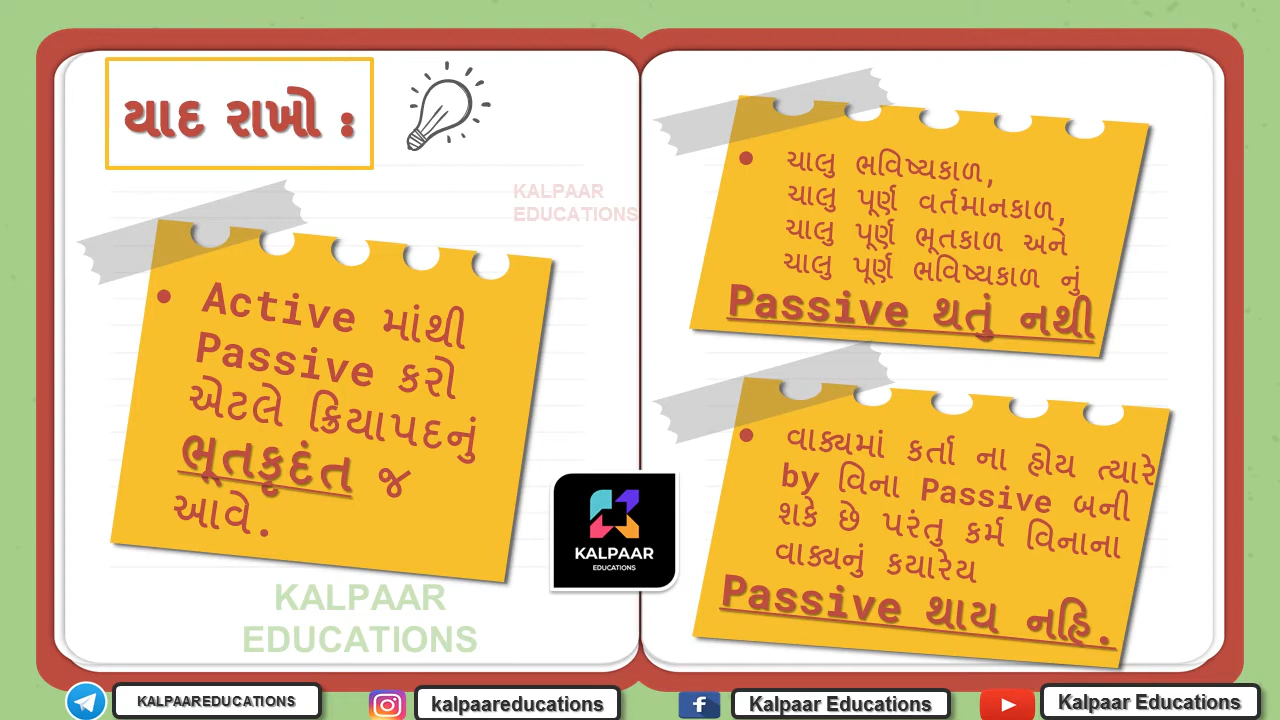 યાદ રાખો :
KALPAAR
EDUCATIONS
• Active માંથી
Passive કરો
એટલે ક્રિયાપદનું
ભૂતકૃદંત જ
આવે.
KALPAAR
EDUCATIONS
• ચાલુ ભવિષ્યકાળ,
ચાલુ પૂર્ણ વર્તમાનકાળ,
ચાલુ પૂર્ણ ભૂતકાળ અને
ચાલુ પૂર્ણ ભવિષ્યકાળ નું
Passive થતું નથી
• વાક્યમાં કર્તા ના હોય ત્યારે
by વિના Passive બની
શકે છે પરંતુ કર્મ વિનાના
વાક્યનું કયારેય
Passive થાય નહિ.
KALPAAR
EDUCATIONS
KALPAAREDUCATIONS
kalpaareducations
Kalpaar Educations
Kalpaar Educations